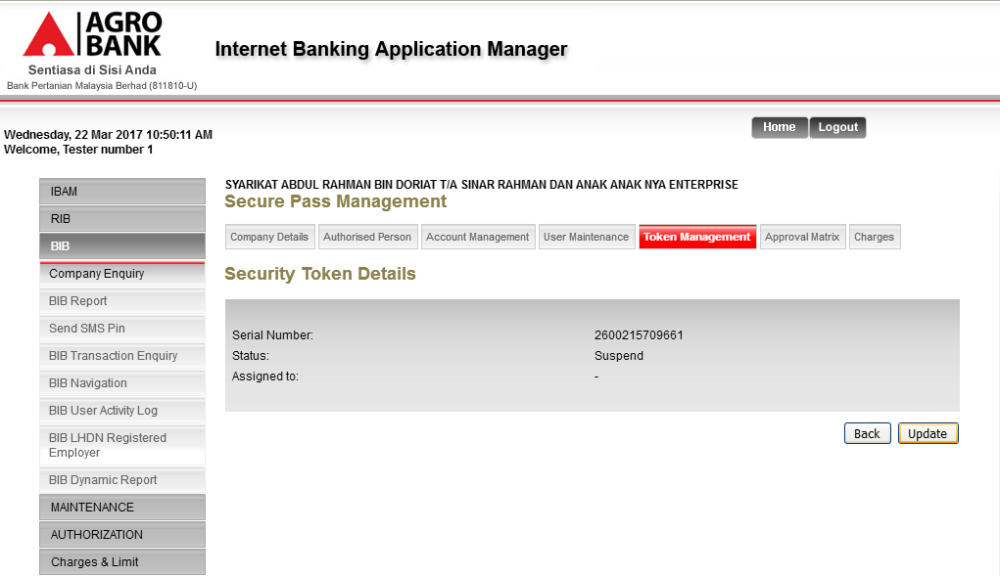 AGRO
BANK
Sentiasa di Sisi Anda
Bank Pertanian Malaysia Berhad (811810-U)
Internet Banking Application Manager
Wednesday, 22 Mar 2017 10:50:11 AM
Welcome, Tester number 1
Home Logout
IBAM
RIB
BIB
Company Enquiry
BIB Report
Send SMS Pin
BIB Transaction Enquiry
BIB Navigation
BIB User Activity Log
BIB LHDN Registered
Employer
BIB Dynamic Report
MAINTENANCE
AUTHORIZATION
Charges & Limit
SYARIKAT ABDUL RAHMAN BIN DORIAT T/A SINAR RAHMAN DAN ANAK ANAK NYA ENTERPRISE
Secure Pass Management
Company Details Authorised Person Account Management User Maintenance Token Management Approval Matrix Charges
Security Token Details
Serial Number: 2600215709661
Status: Suspend
Assigned to: -
Back Update